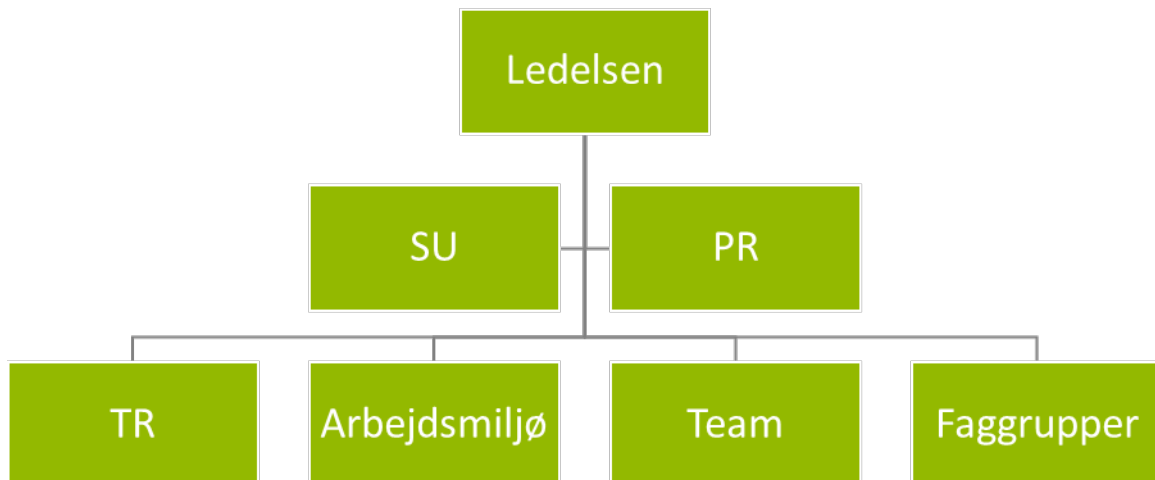 Ledelsen
SU
PR
TR
Arbejdsmiljø
Team
Faggrupper